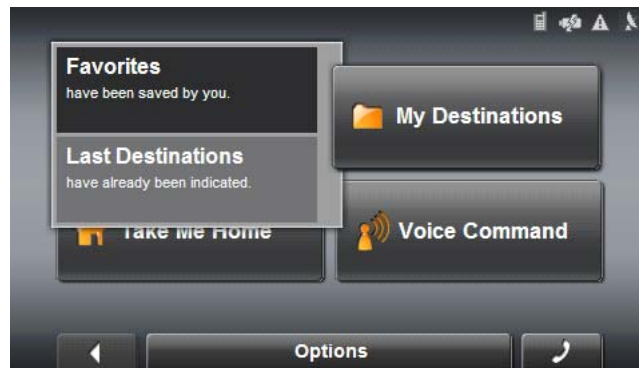 Favorites
have been saved by you.
My Destinations
Last Destinations
have already been indicated.
Take Me Home
Voice Command
Options